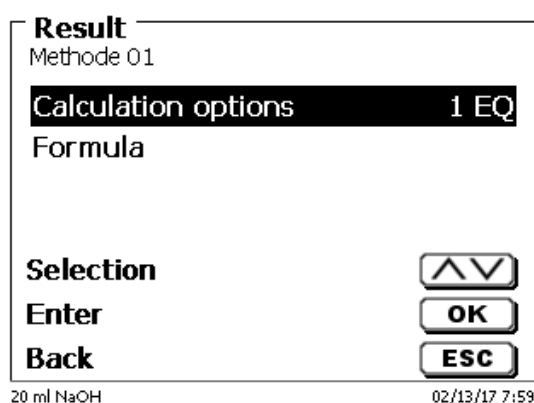 Result
Methode 01
Calculation options 1 EQ
Formula
Selection
Enter OK
Back ESC
20 ml NaOH 02/13/17 7:59